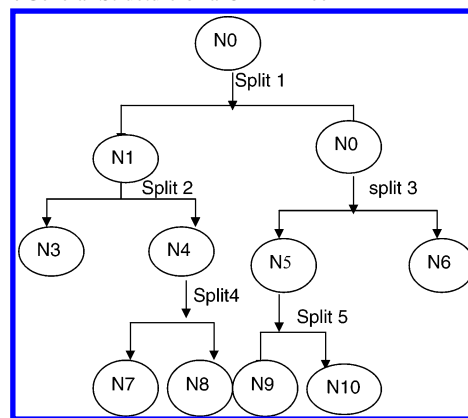 N0
Split 1
N1
N0
Split 2
split 3
N3
N4
N5
N6
Split4
Split 5
N7
N8
N9
N10